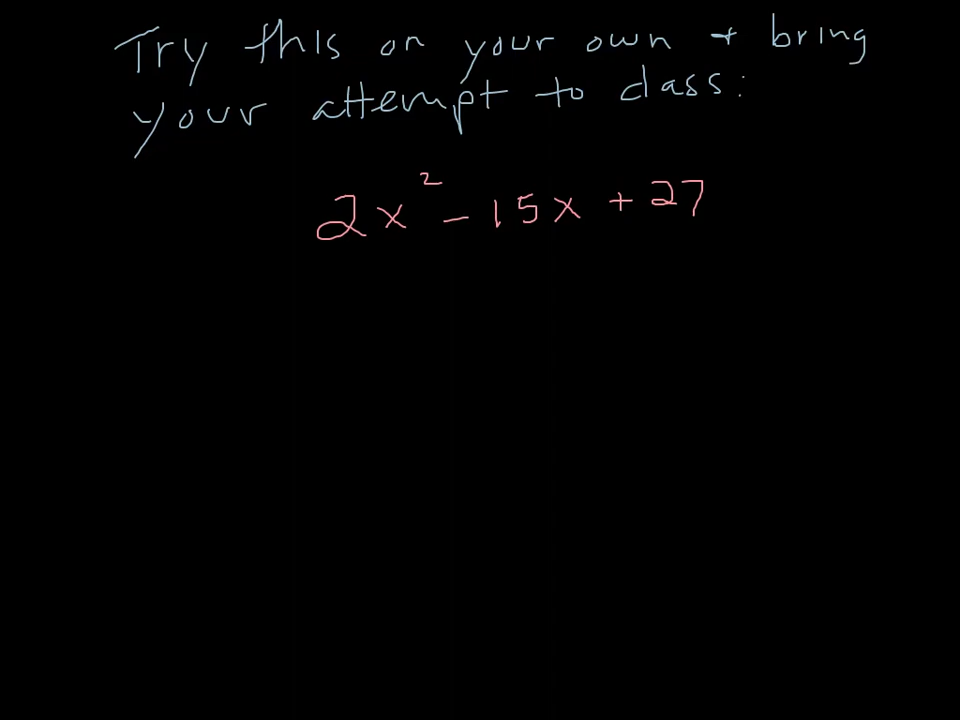 Try this on your own + bring
your attempt to class:
2x² - 15x + 27